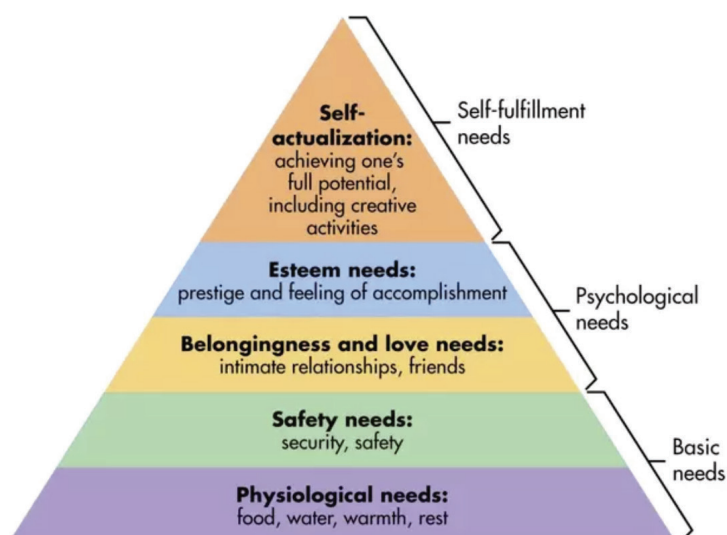 Self-
actualization:
achieving one's
full potential,
including creative
activities
Self-fulfillment
needs
Esteem needs:
prestige and feeling of accomplishment
Psychological
needs
Belongingness and love needs:
intimate relationships, friends
Safety needs:
security, safety
Basic
needs
Physiological needs:
food, water, warmth, rest